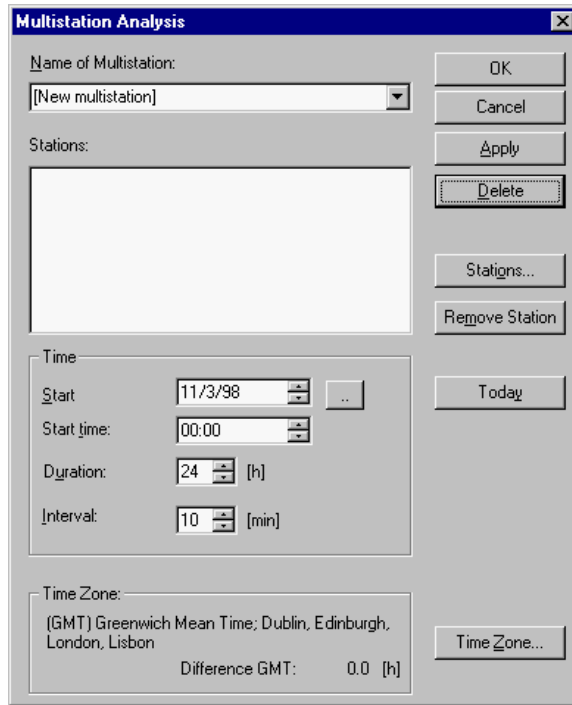 Multistation Analysis
Name of Multistation:
[New multistation]
OK
Cancel
Stations:
Apply
Delete
Stations...
Remove Station
Time
Start
11/3/98
..
Today
Start time:
00:00
Duration:
24
[h]
Interval:
10
[min]
Time Zone:
(GMT) Greenwich Mean Time; Dublin, Edinburgh,
London, Lisbon
Difference GMT: 0.0 [h]
Time Zone...